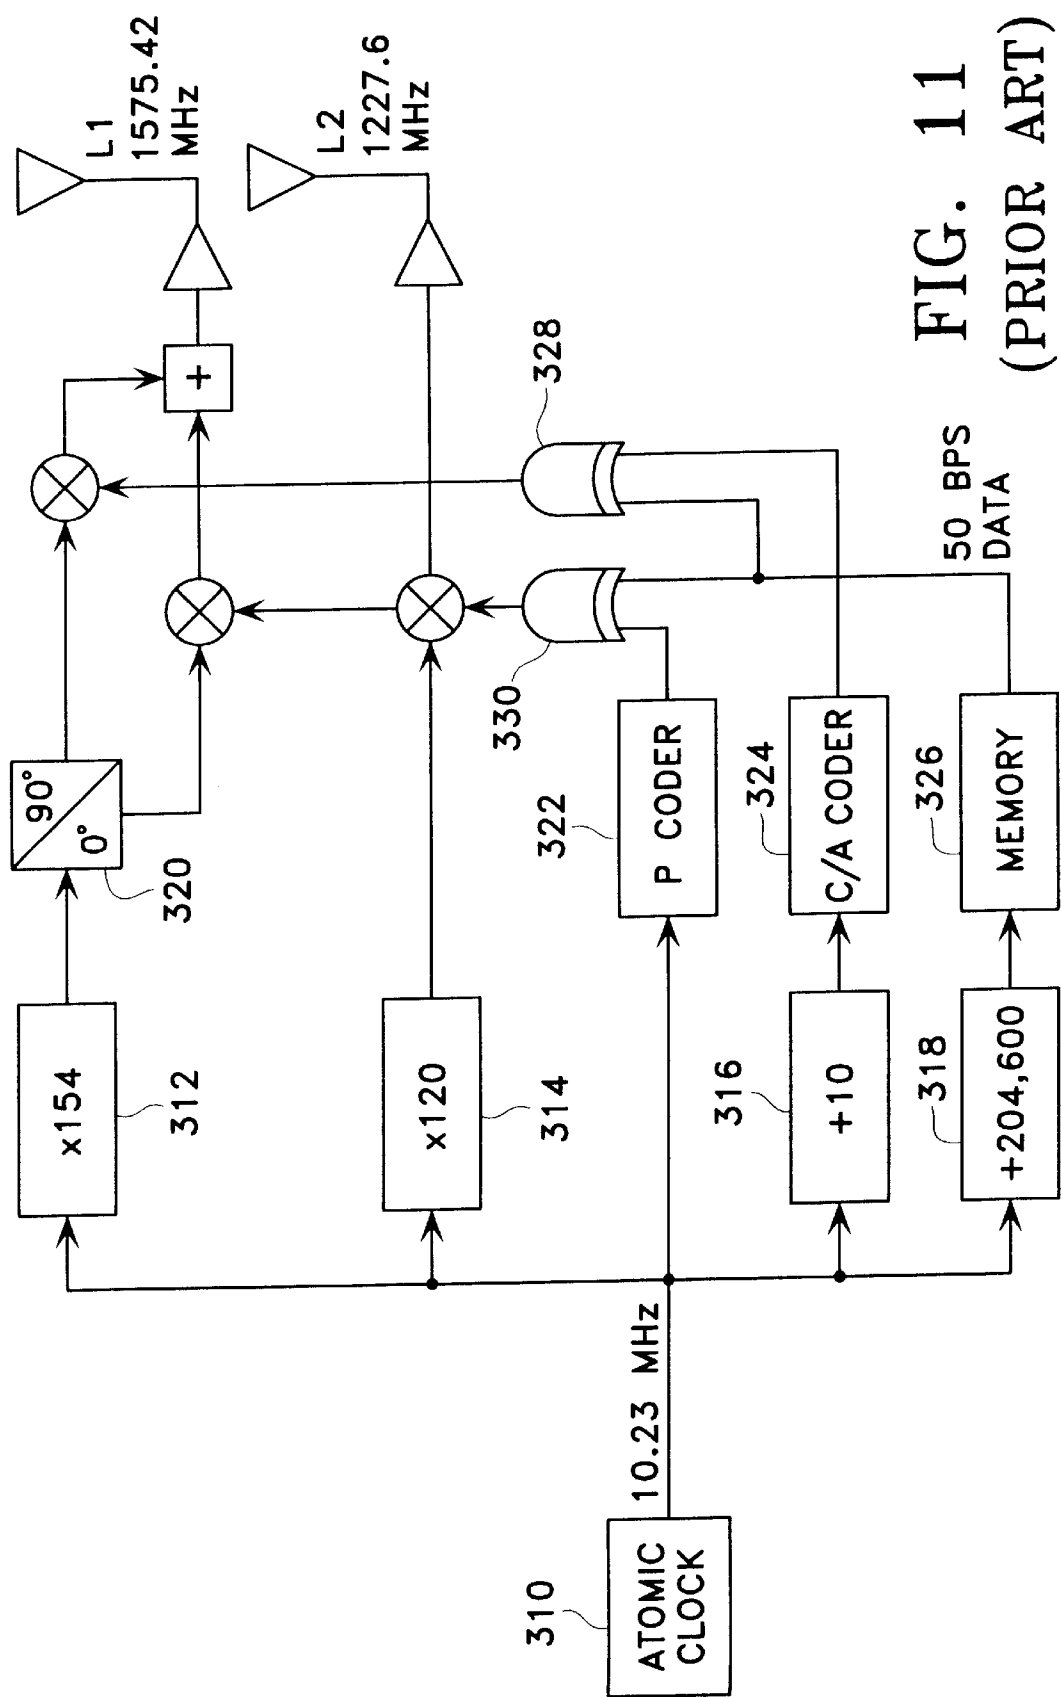 L1
1575.42
MHz
L2
1227.6
MHz
90°
0°
320
x154
312
x120
314
328
330
P CODER
322
C/A CODER
324
+10
316
50 BPS
DATA
MEMORY
326
+204,600
318
10.23 MHz
ATOMIC
CLOCK
310
+
FIG. 11
(PRIOR ART)